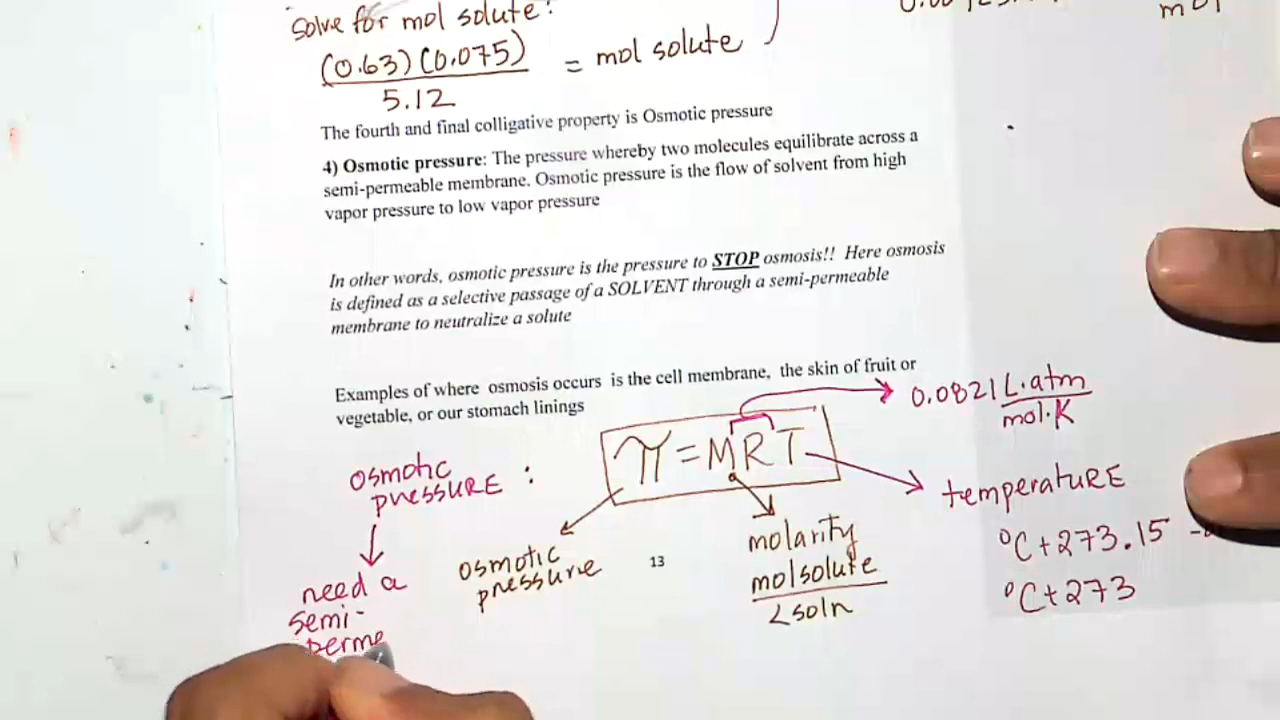 Solve for mol solute:
(0.63)(0.075)
5.12
= mol solute
mol
The fourth and final colligative property is Osmotic pressure
4) Osmotic pressure: The pressure whereby two molecules equilibrate across a
semi-permeable membrane. Osmotic pressure is the flow of solvent from high
vapor pressure to low vapor pressure
In other words, osmotic pressure is the pressure to STOP osmosis!! Here osmosis
is defined as a selective passage of a SOLVENT through a semi-permeable
membrane to neutralize a solute
Examples of where osmosis occurs is the cell membrane, the skin of fruit or
vegetable, or our stomach linings
osmotic
pressure :
π = MRT
0.0821 L·atm
mol·K
temperature
°C + 273.15
°C + 273
molarity
mol solute
L soln
osmotic
pressure
13
need a
semi-
perme